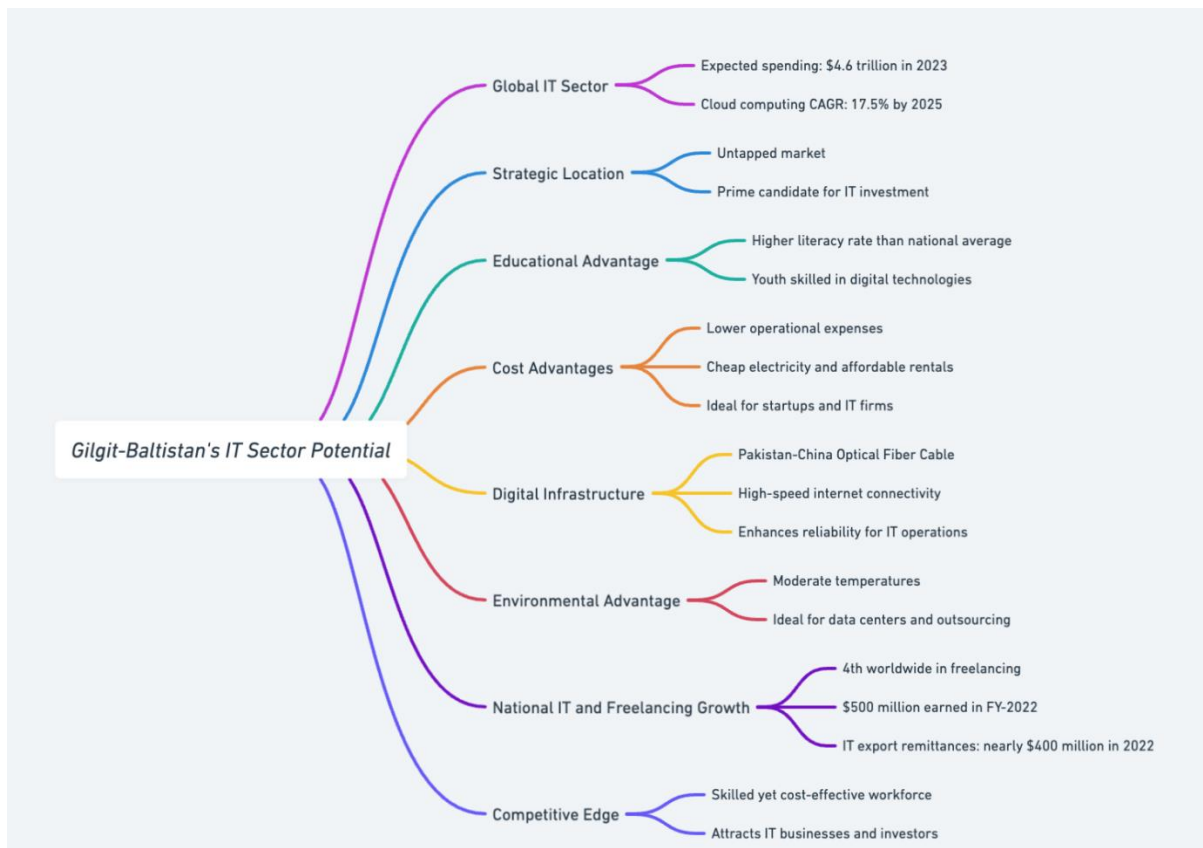 Gilgit-Baltistan's IT Sector Potential
Global IT Sector
Expected spending: $4.6 trillion in 2023
Cloud computing CAGR: 17.5% by 2025
Strategic Location
Untapped market
Prime candidate for IT investment
Educational Advantage
Higher literacy rate than national average
Youth skilled in digital technologies
Cost Advantages
Lower operational expenses
Cheap electricity and affordable rentals
Ideal for startups and IT firms
Digital Infrastructure
Pakistan-China Optical Fiber Cable
High-speed internet connectivity
Enhances reliability for IT operations
Environmental Advantage
Moderate temperatures
Ideal for data centers and outsourcing
National IT and Freelancing Growth
4th worldwide in freelancing
$500 million earned in FY-2022
IT export remittances: nearly $400 million in 2022
Competitive Edge
Skilled yet cost-effective workforce
Attracts IT businesses and investors